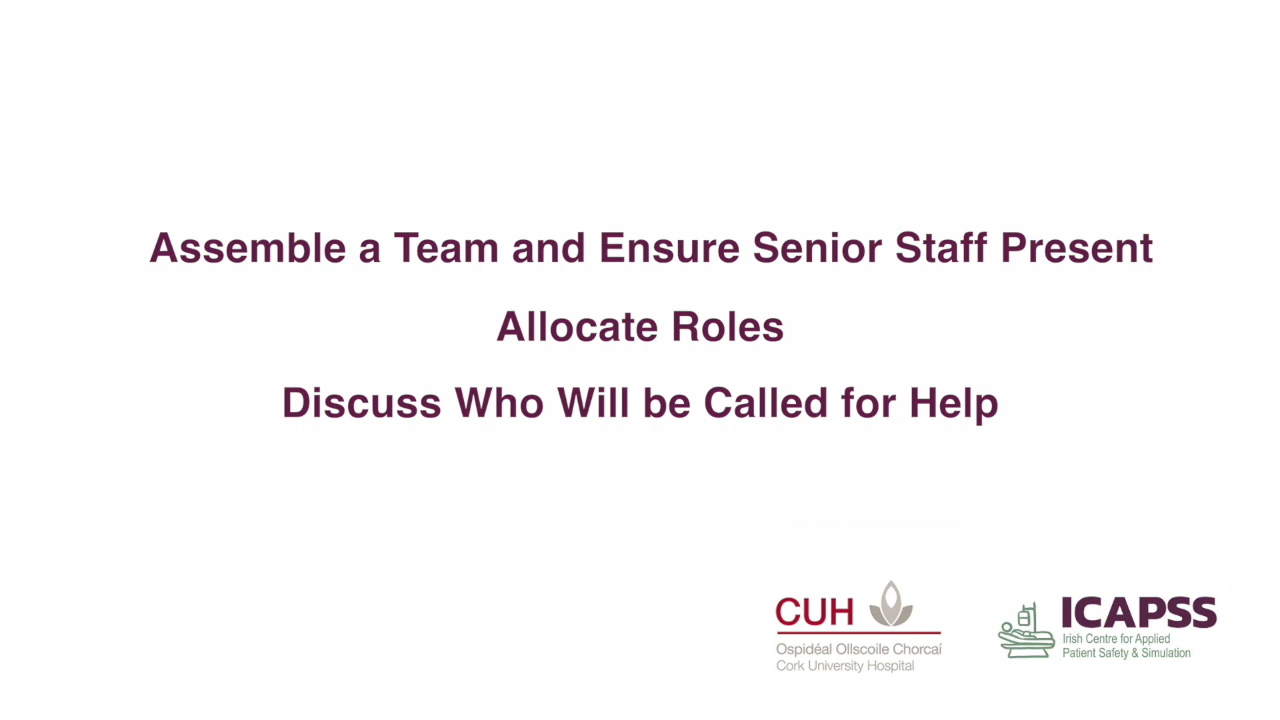 Assemble a Team and Ensure Senior Staff Present
Allocate Roles
Discuss Who Will be Called for Help
CUH
Ospidéal Ollscoile Chorcaí
Cork University Hospital
ICAPSS
Irish Centre for Applied
Patient Safety & Simulation